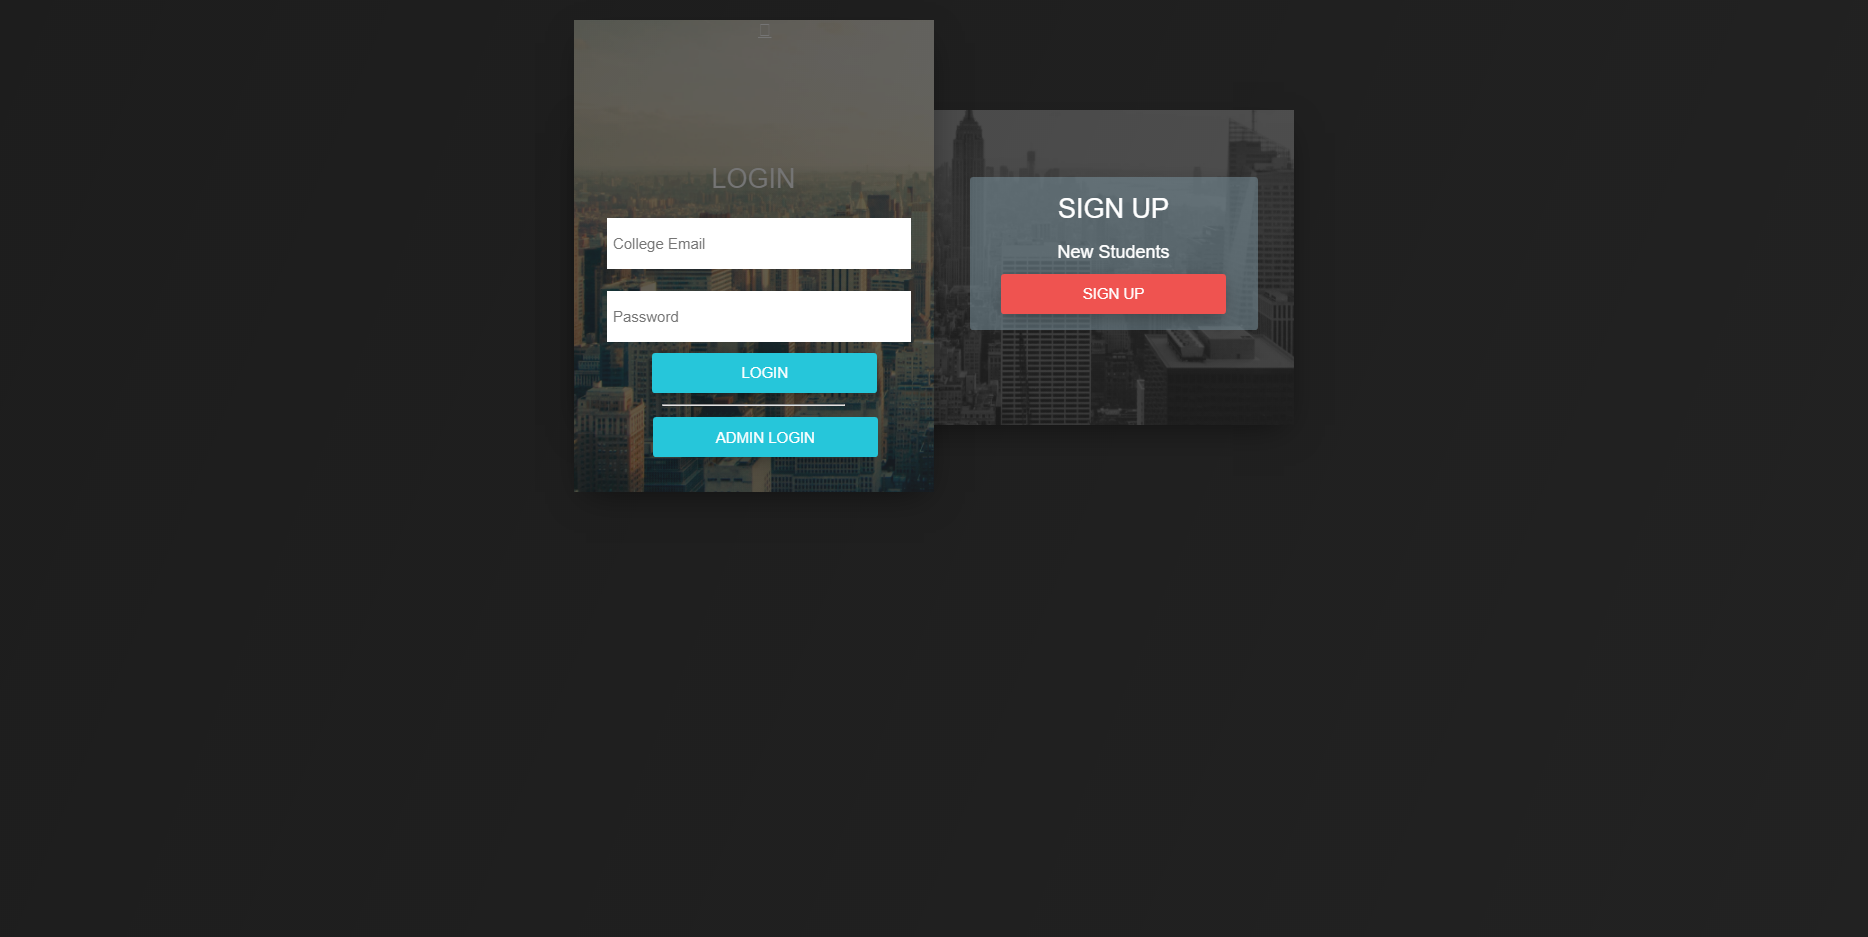 LOGIN
College Email
Password
LOGIN
ADMIN LOGIN
SIGN UP
New Students
SIGN UP